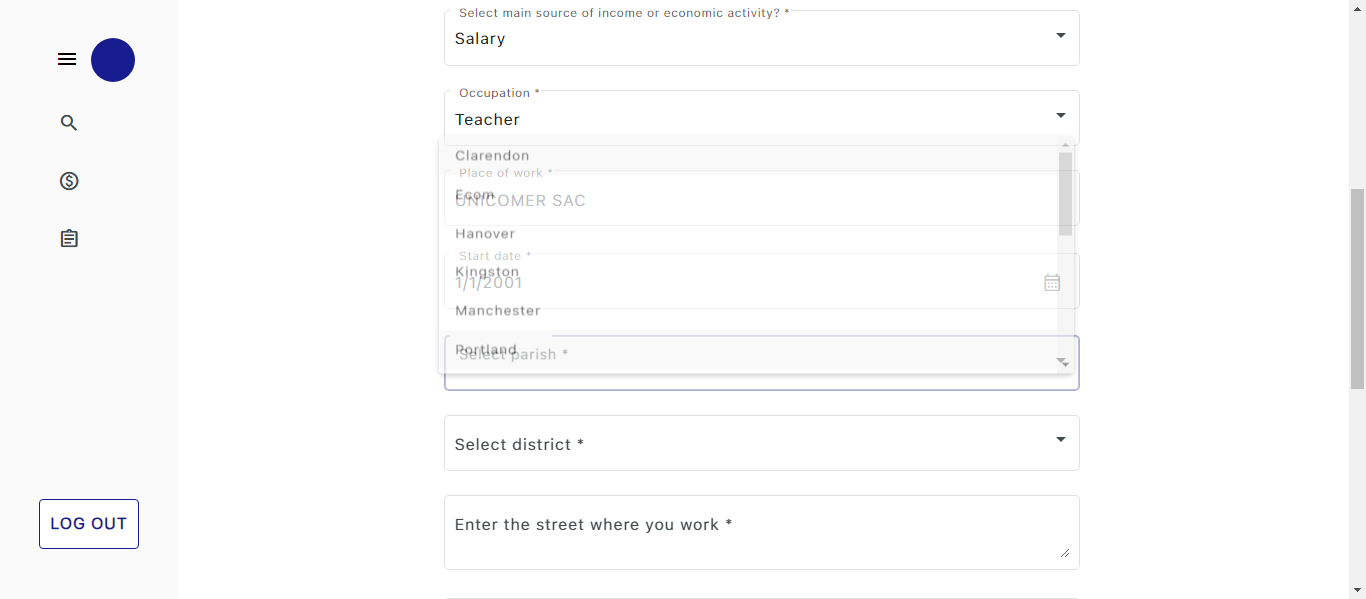 Select main source of income or economic activity? *
Salary
Occupation *
Teacher
Clarendon
Place of work *
Ecom
UNICOMER SAC
Hanover
Start date *
Kingston
1/1/2001
Manchester
Portland
Select parish *
Select district *
Enter the street where you work *
LOG OUT